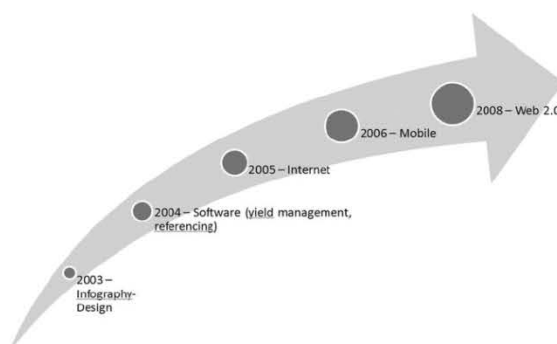 2003 –
Infography-
Design
2004 – Software (yield management,
referencing)
2005 – Internet
2006 – Mobile
2008 – Web 2.0